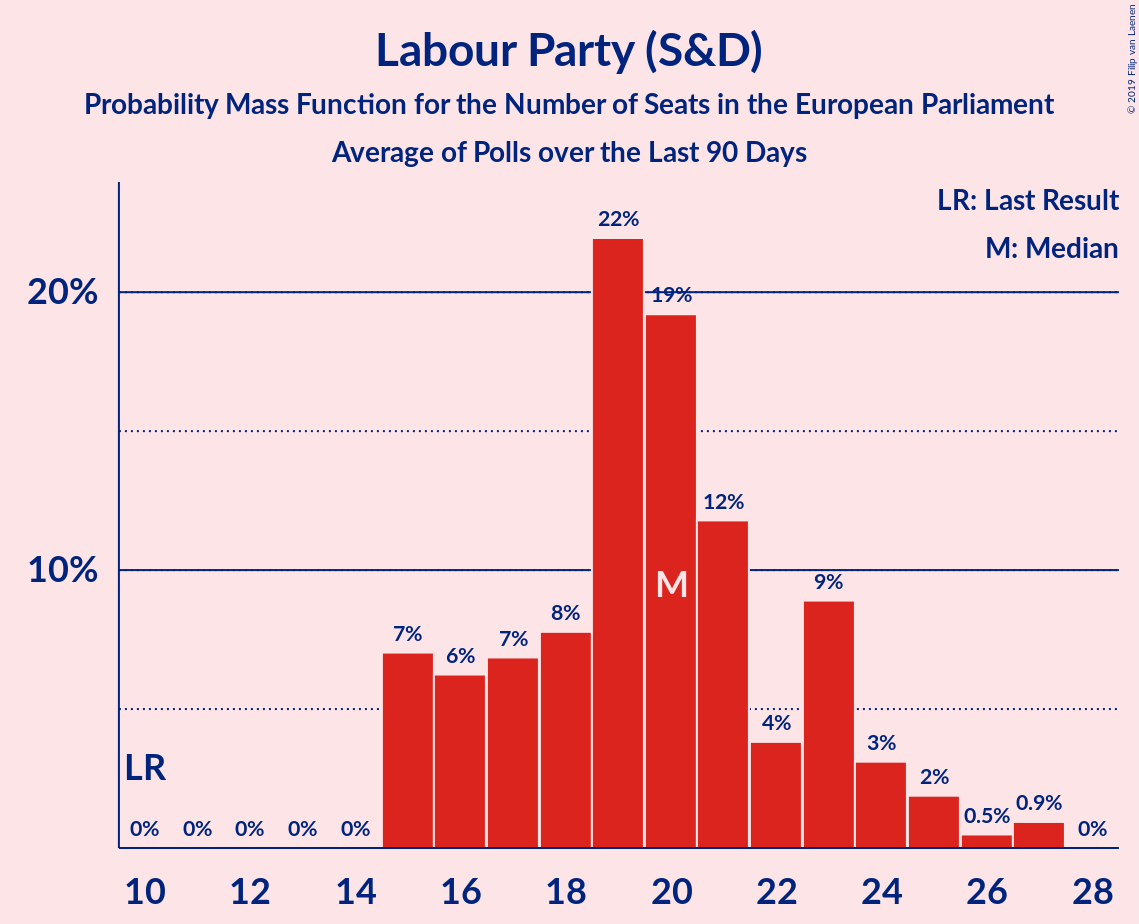 Labour Party (S&D)
Probability Mass Function for the Number of Seats in the European Parliament
Average of Polls over the Last 90 Days
© 2019 Filip van Laenen
LR: Last Result
M: Median
20%
10%
22%
19%
12%
9%
8%
7%
7%
6%
4%
3%
2%
0.9%
0.5%
M
LR
0% 0% 0% 0% 0% 0%
10 12 14 16 18 20 22 24 26 28